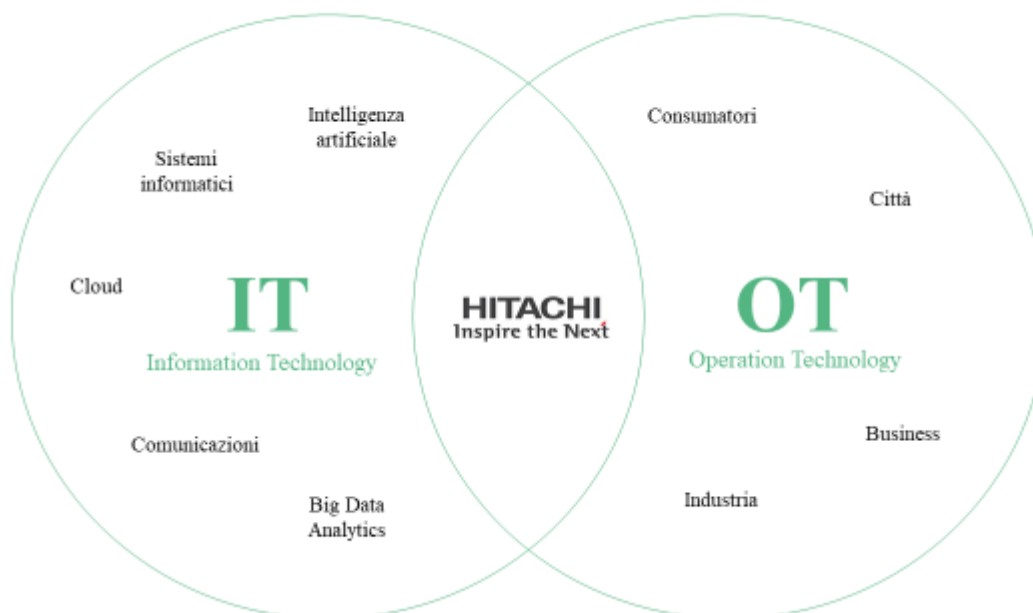 Intelligenza
artificiale
Sistemi
informatici
Cloud
IT
Information Technology
Comunicazioni
Big Data
Analytics
HITACHI
Inspire the Next
Consumatori
Città
OT
Operation Technology
Business
Industria